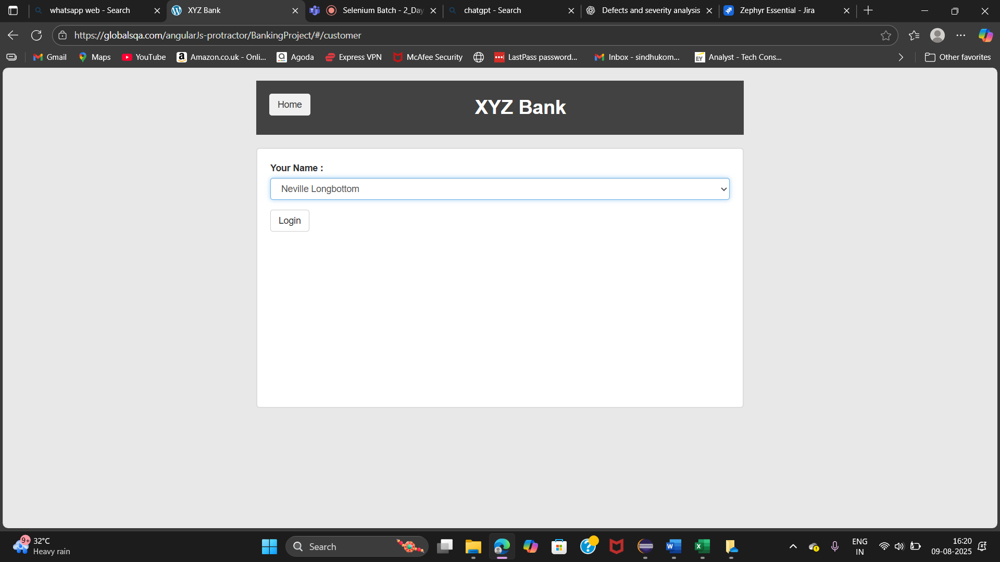 whatsapp web - Search
XYZ Bank
Selenium Batch - 2_Day
chatgpt - Search
Defects and severity analysis
Zephyr Essential - Jira
https://globalsqa.com/angularJs-protractor/BankingProject/#/customer
Gmail
Maps
YouTube
Amazon.co.uk - Onli...
Agoda
Express VPN
McAfee Security
LastPass password...
Inbox - sindhukom...
EY
Analyst - Tech Cons...
Other favorites
Home
XYZ Bank
Your Name :
Neville Longbottom
Login
9+
32°C
Heavy rain
Search
ENG
IN
16:20
09-08-2025